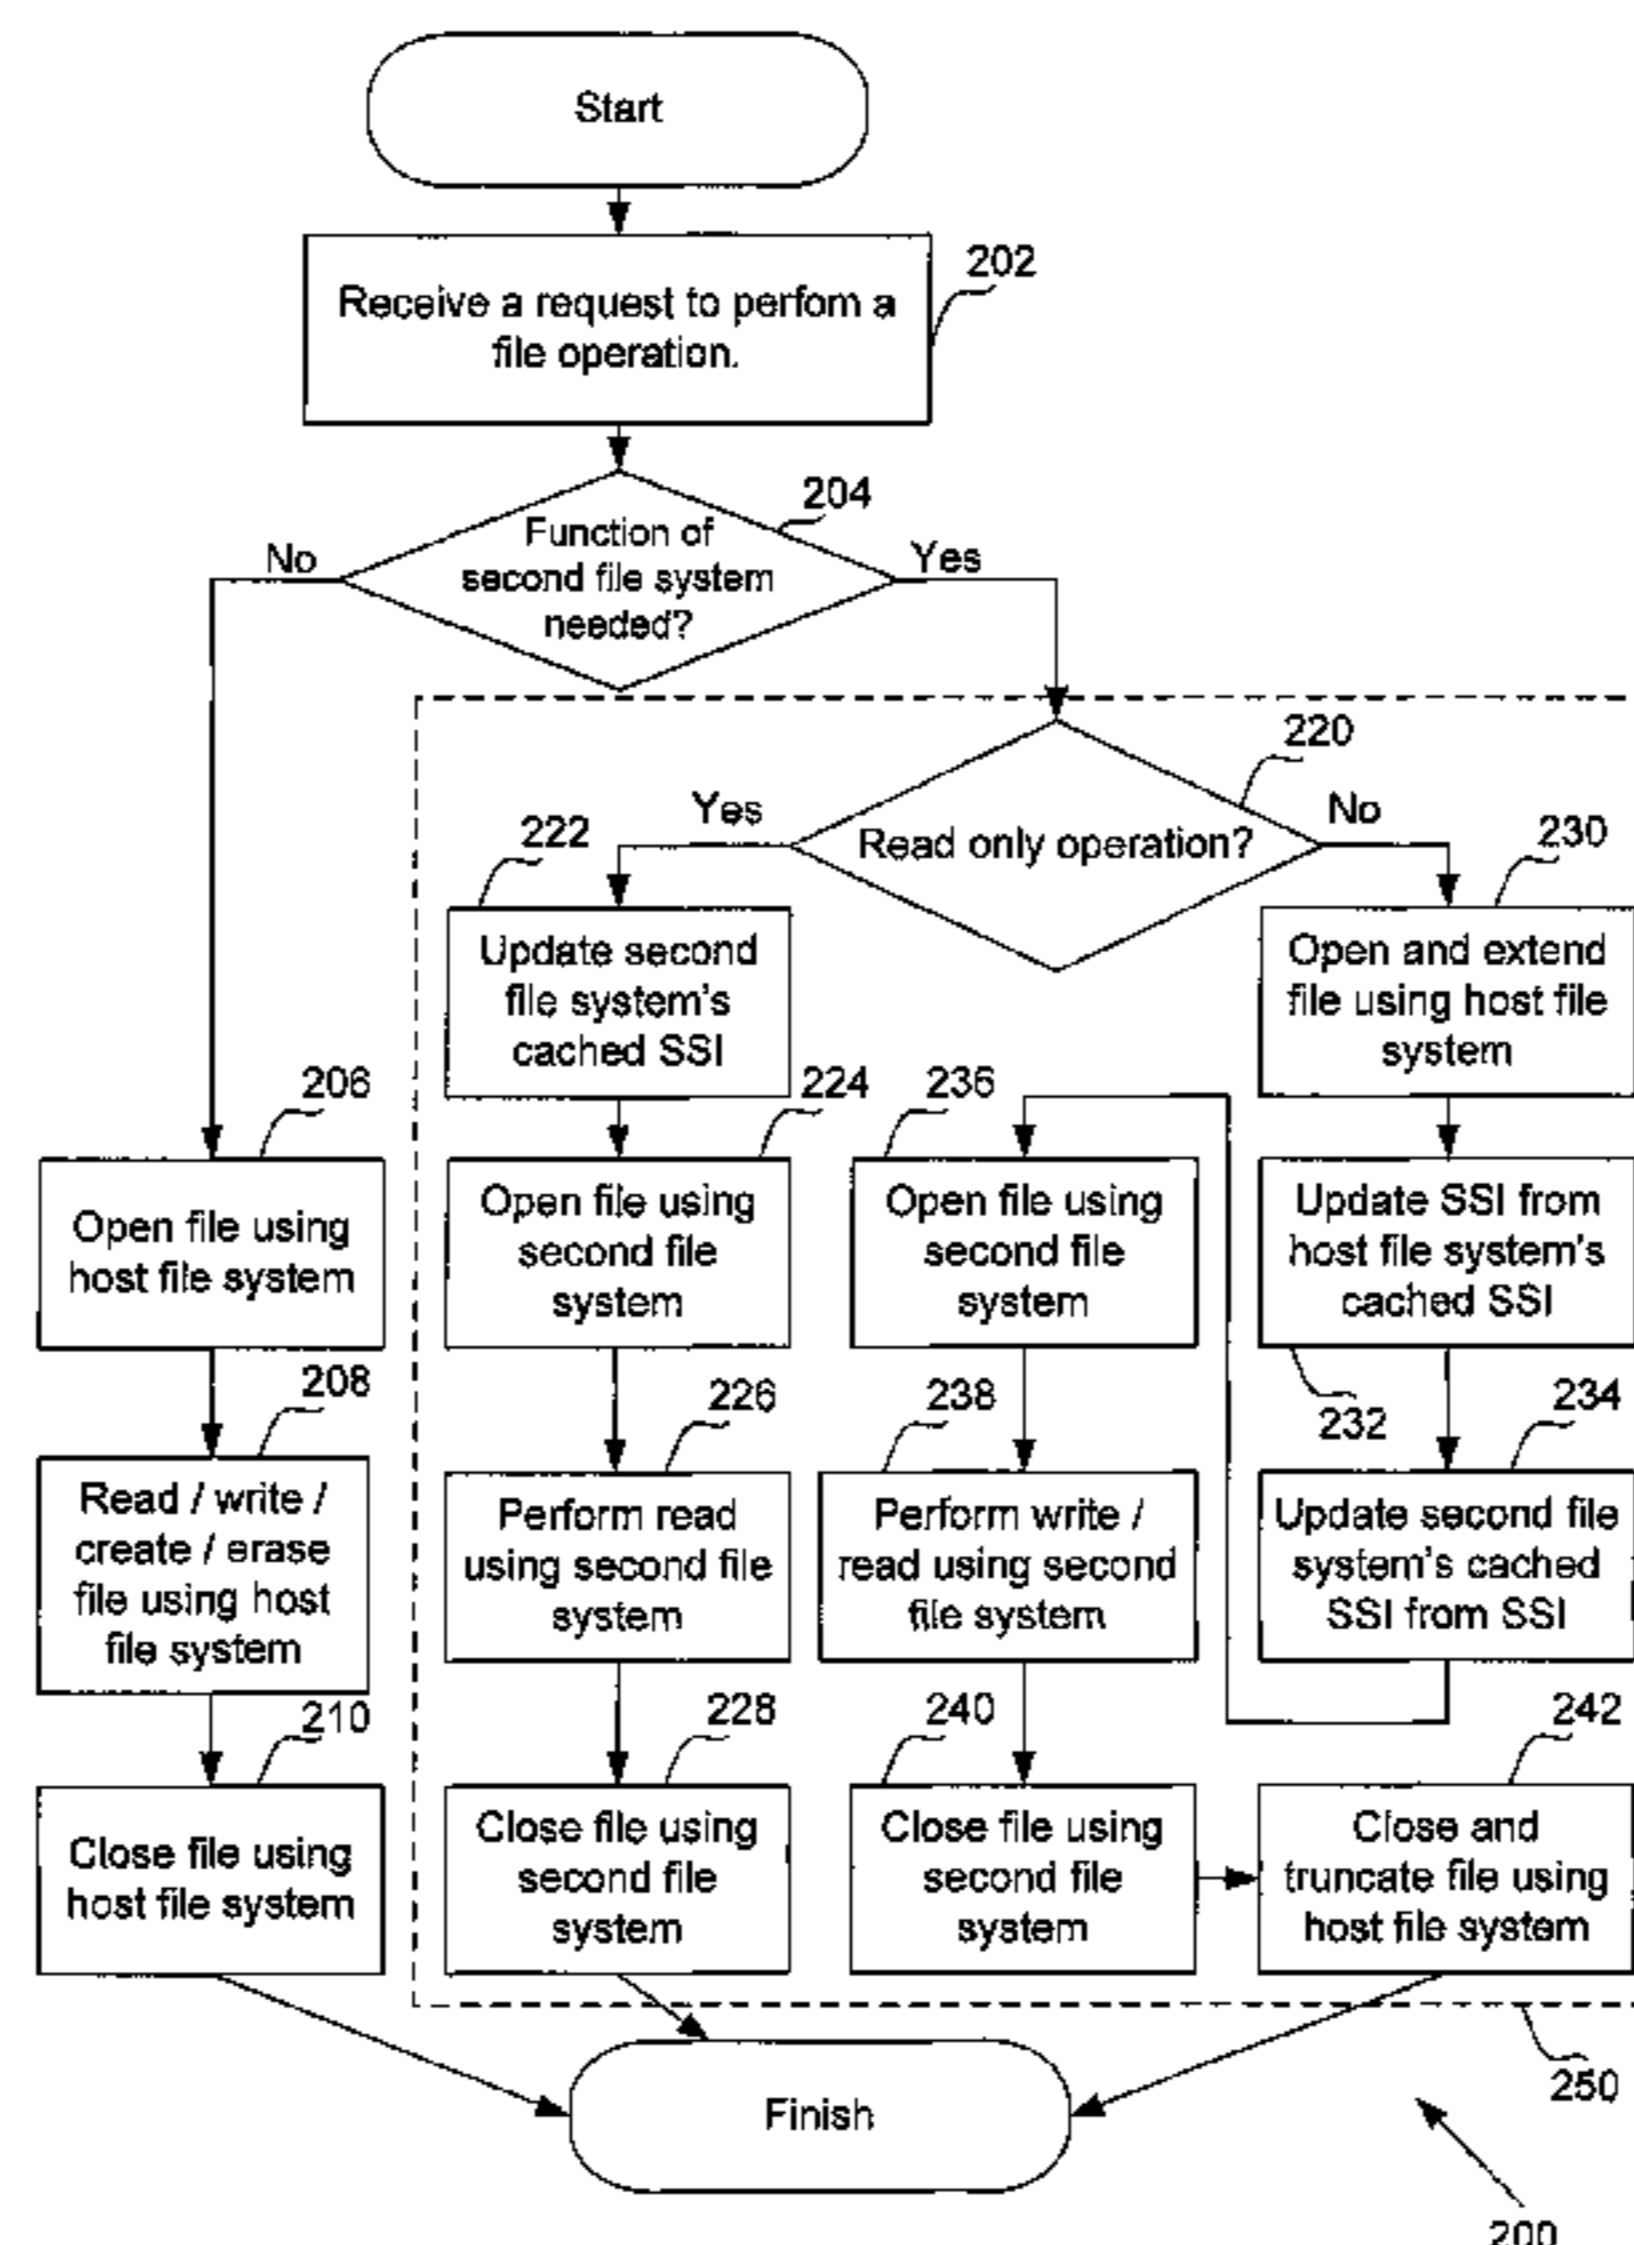 Start
202
Receive a request to perfom a
file operation.
204
Function of
second file system
needed?
No
Yes
220
Read only operation?
Yes
No
222
Update second
file system's
cached SSI
230
Open and extend
file using host file
system
206
Open file using
host file system
224
Open file using
second file
system
236
Open file using
second file
system
Update SSI from
host file system's
cached SSI
232
208
Read / write /
create / erase
file using host
file system
226
Perform read
using second file
system
238
Perform write /
read using second
file system
234
Update second file
system's cached
SSI from SSI
210
Close file using
host file system
228
Close file using
second file
system
240
Close file using
second file
system
242
Close and
truncate file using
host file system
250
Finish
200